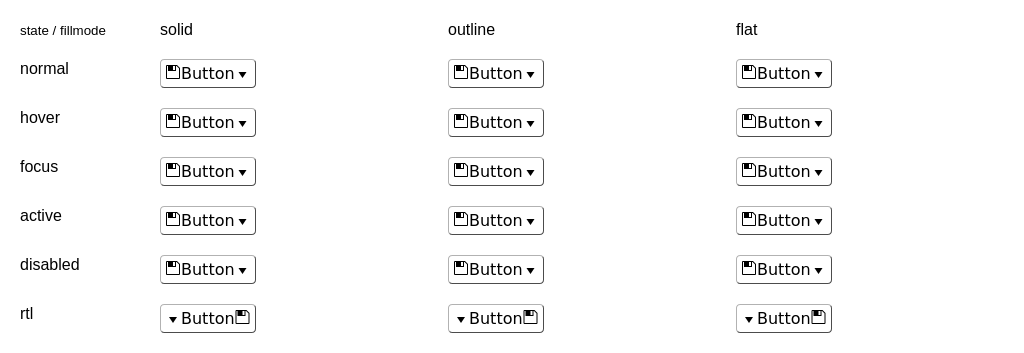 state / fillmode solid outline flat
normal Button Button Button
hover Button Button Button
focus Button Button Button
active Button Button Button
disabled Button Button Button
rtl Button Button Button